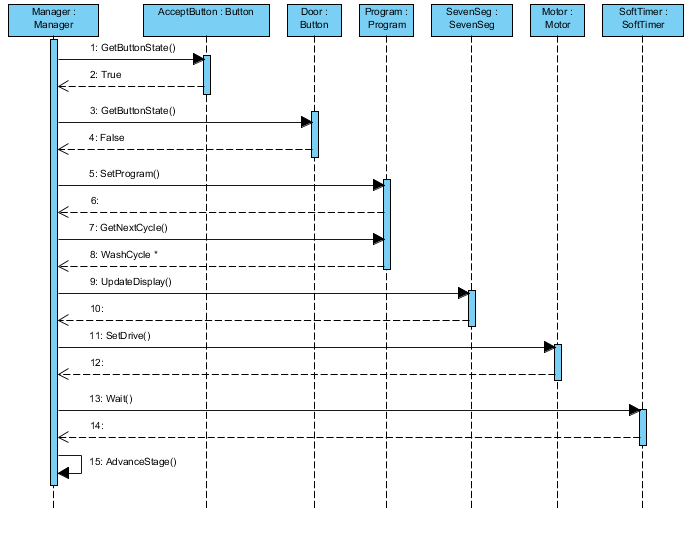 Manager :
Manager
AcceptButton : Button
Door :
Button
Program :
Program
SevenSeg :
SevenSeg
Motor :
Motor
SoftTimer :
SoftTimer
1: GetButtonState()
2: True
3: GetButtonState()
4: False
5: SetProgram()
6:
7: GetNextCycle()
8: WashCycle *
9: UpdateDisplay()
10:
11: SetDrive()
12:
13: Wait()
14:
15: AdvanceStage()